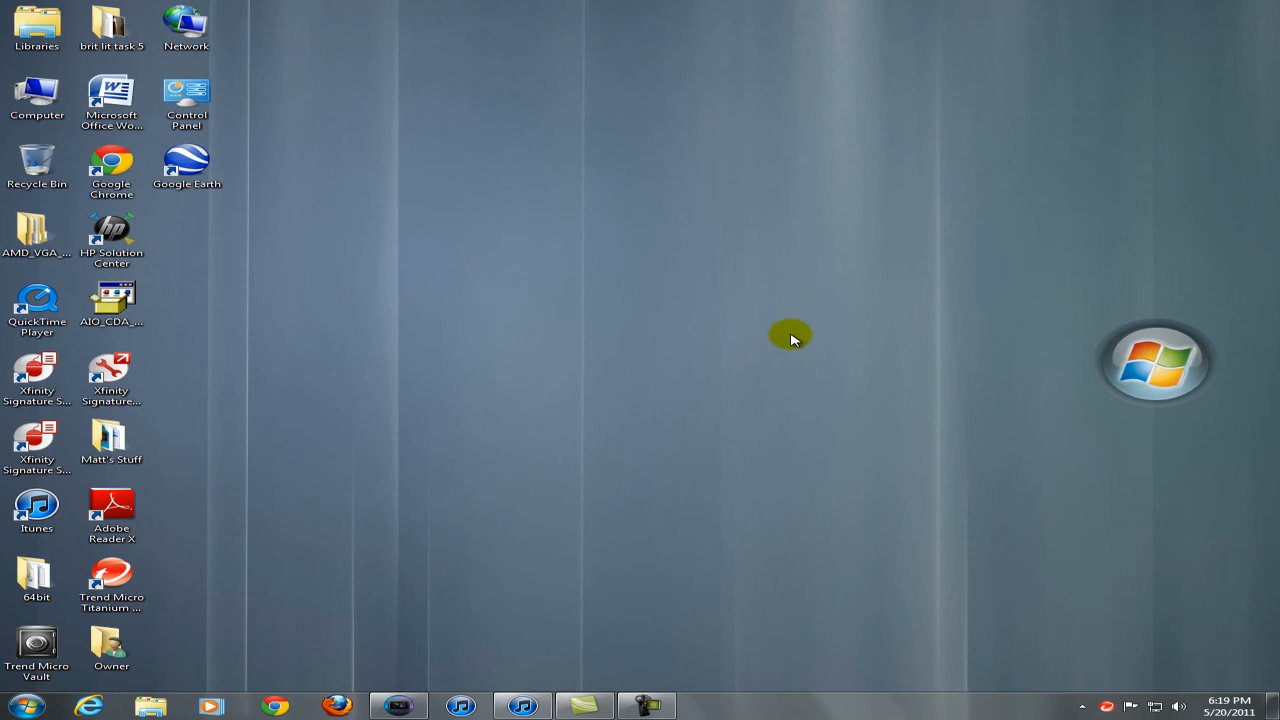 Libraries
brit lit task 5
Network
Computer
Microsoft
Office Wo...
Control
Panel
Recycle Bin
Google
Chrome
Google Earth
AMD_VGA_...
HP Solution
Center
QuickTime
Player
AIO_CDA_...
Xfinity
Signature S...
Xfinity
Signature...
Xfinity
Signature S...
Matt's Stuff
Itunes
Adobe
Reader X
64bit
Trend Micro
Titanium ...
Trend Micro
Vault
Owner
6:19 PM
5/20/2011